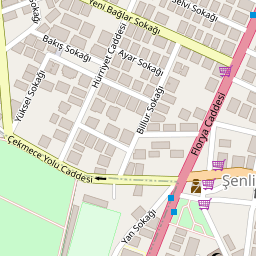 Yeni Bağlar Sokağı
Selvi Sokağı
Bakış Sokağı
Hürriyet Caddesi
Ayar Sokağı
Yüksel Sokağı
Billur Sokağı
Florya Caddesi
Çekmece Yolu Caddesi
Şenli
Yan Sokağı